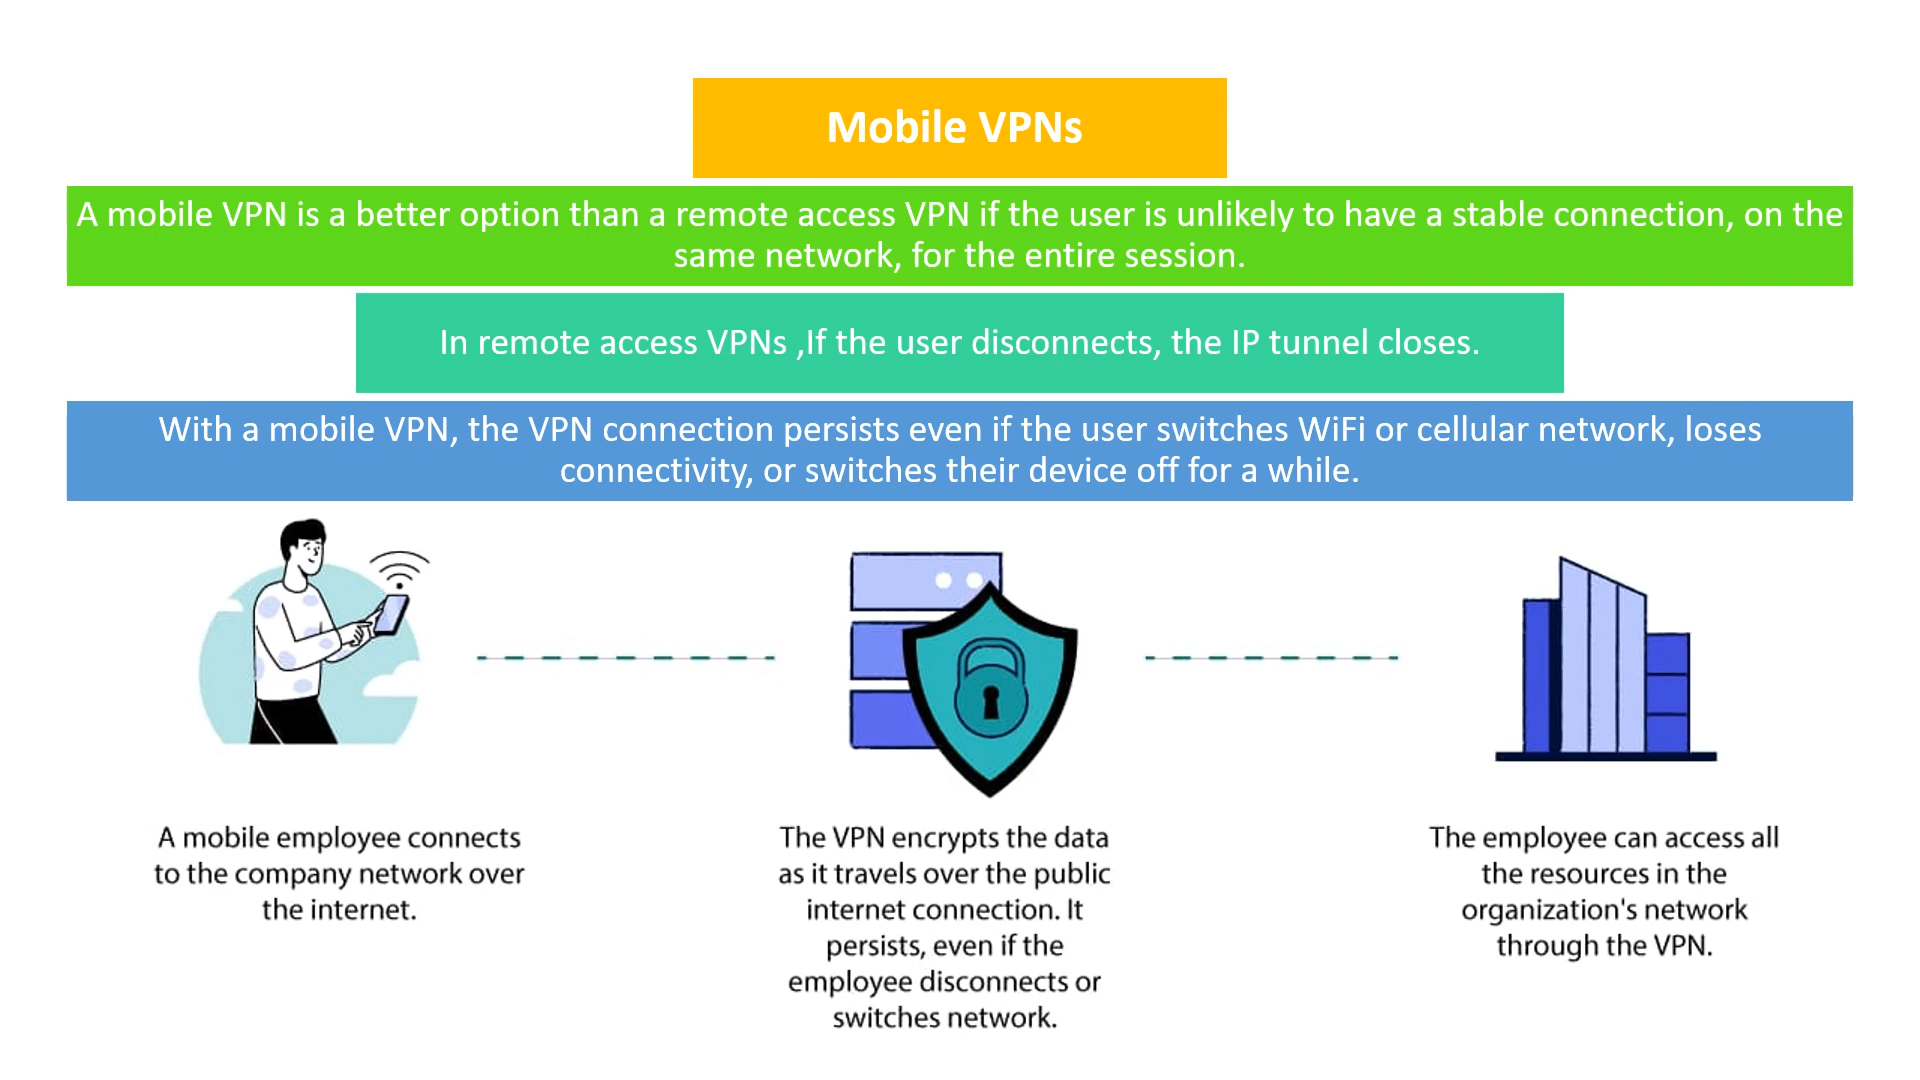 Mobile VPNs
A mobile VPN is a better option than a remote access VPN if the user is unlikely to have a stable connection, on the
same network, for the entire session.
In remote access VPNs ,If the user disconnects, the IP tunnel closes.
With a mobile VPN, the VPN connection persists even if the user switches WiFi or cellular network, loses
connectivity, or switches their device off for a while.
A mobile employee connects
to the company network over
the internet.
The VPN encrypts the data
as it travels over the public
internet connection. It
persists, even if the
employee disconnects or
switches network.
The employee can access all
the resources in the
organization's network
through the VPN.